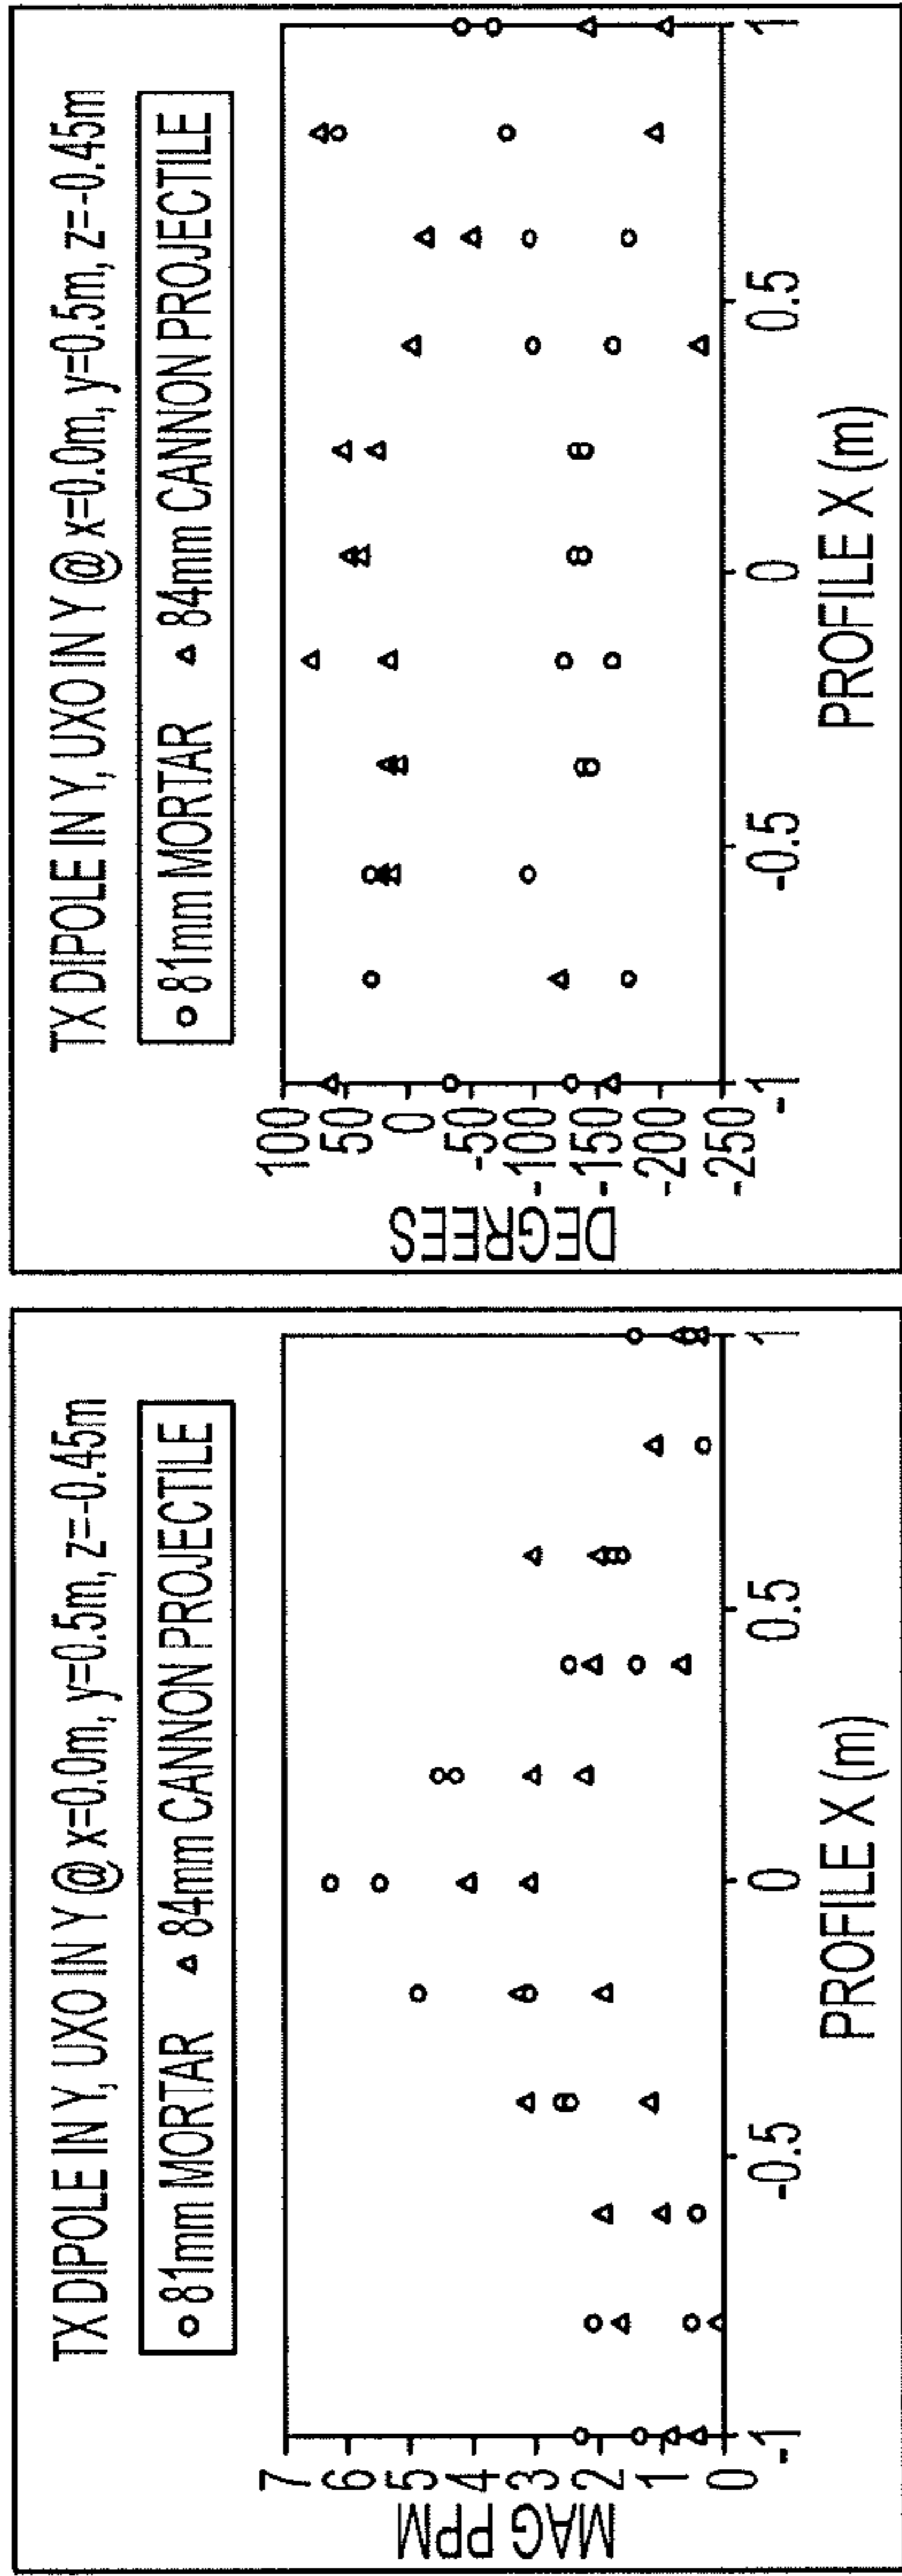 TX DIPOLE IN Y, UXO IN Y @ x=0.0m, y=0.5m, z=-0.45m
81mm MORTAR 84mm CANNON PROJECTILE
7
6
5
4
3
2
1
0
MAG PPM
-1 -0.5 0 0.5 1
PROFILE X (m)
TX DIPOLE IN Y, UXO IN Y @ x=0.0m, y=0.5m, z=-0.45m
81mm MORTAR 84mm CANNON PROJECTILE
100
50
0
-50
-100
-150
-200
-250
DEGREES
-1 -0.5 0 0.5 1
PROFILE X (m)